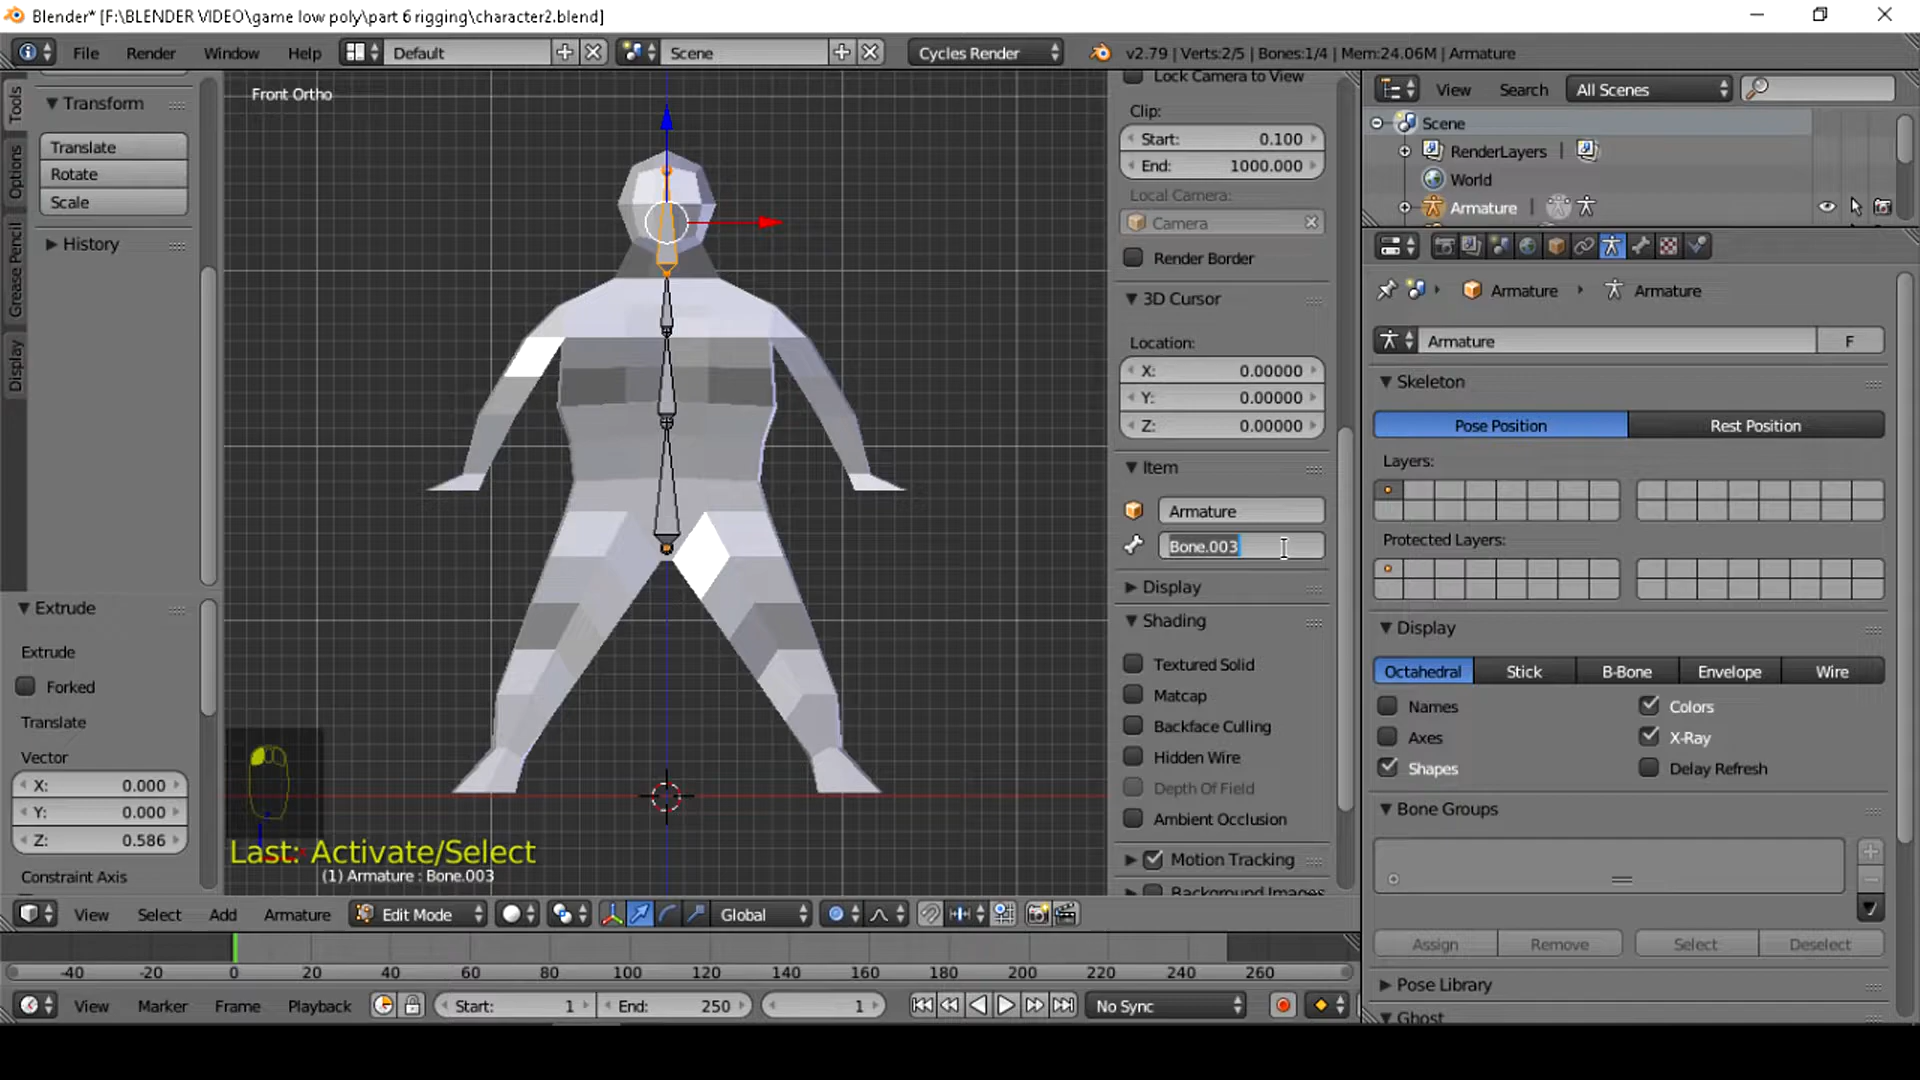 Blender* [F:\BLENDER VIDEO\game low poly\part 6 rigging\character2.blend]
File Render Window Help Default Scene Cycles Render v2.79 | Verts:2/5 | Bones:1/4 | Mem:24.06M | Armature
Tools
Options
Grease Pencil
Display
Transform
Translate
Rotate
Scale
History
Extrude
Extrude
Forked
Translate
Vector
X: 0.000
Y: 0.000
Z: 0.586
Constraint Axis
Front Ortho
Last: Activate/Select
(1) Armature : Bone.003
Lock Camera to View
Clip:
Start: 0.100
End: 1000.000
Local Camera:
Camera
Render Border
3D Cursor
Location:
X: 0.00000
Y: 0.00000
Z: 0.00000
Item
Armature
Bone.003
Display
Shading
Textured Solid
Matcap
Backface Culling
Hidden Wire
Depth Of Field
Ambient Occlusion
Motion Tracking
Background Images
View Search All Scenes
Scene
RenderLayers
World
Armature
Armature Armature
Armature F
Skeleton
Pose Position Rest Position
Layers:
Protected Layers:
Display
Octahedral Stick B-Bone Envelope Wire
Names Colors
Axes X-Ray
Shapes Delay Refresh
Bone Groups
Assign Remove Select Deselect
Pose Library
Ghost
View Select Add Armature Edit Mode Global
-40 -20 0 20 40 60 80 100 120 140 160 180 200 220 240 260
View Marker Frame Playback Start: 1 End: 250 1 No Sync